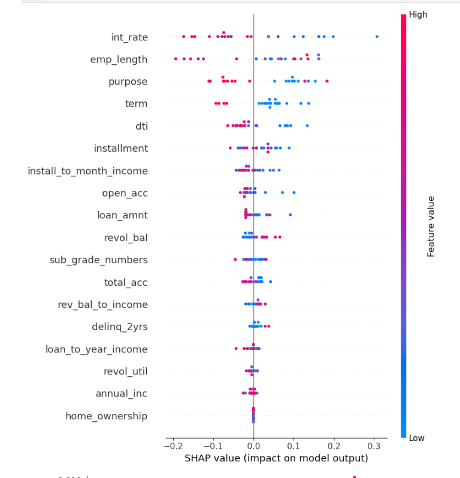 High
int_rate
emp_length
purpose
term
dti
installment
install_to_month_income
open_acc
loan_amnt
revol_bal
sub_grade_numbers
total_acc
rev_bal_to_income
delinq_2yrs
loan_to_year_income
revol_util
annual_inc
home_ownership
Feature value
Low
−0.2 −0.1 0.0 0.1 0.2 0.3
SHAP value (impact on model output)